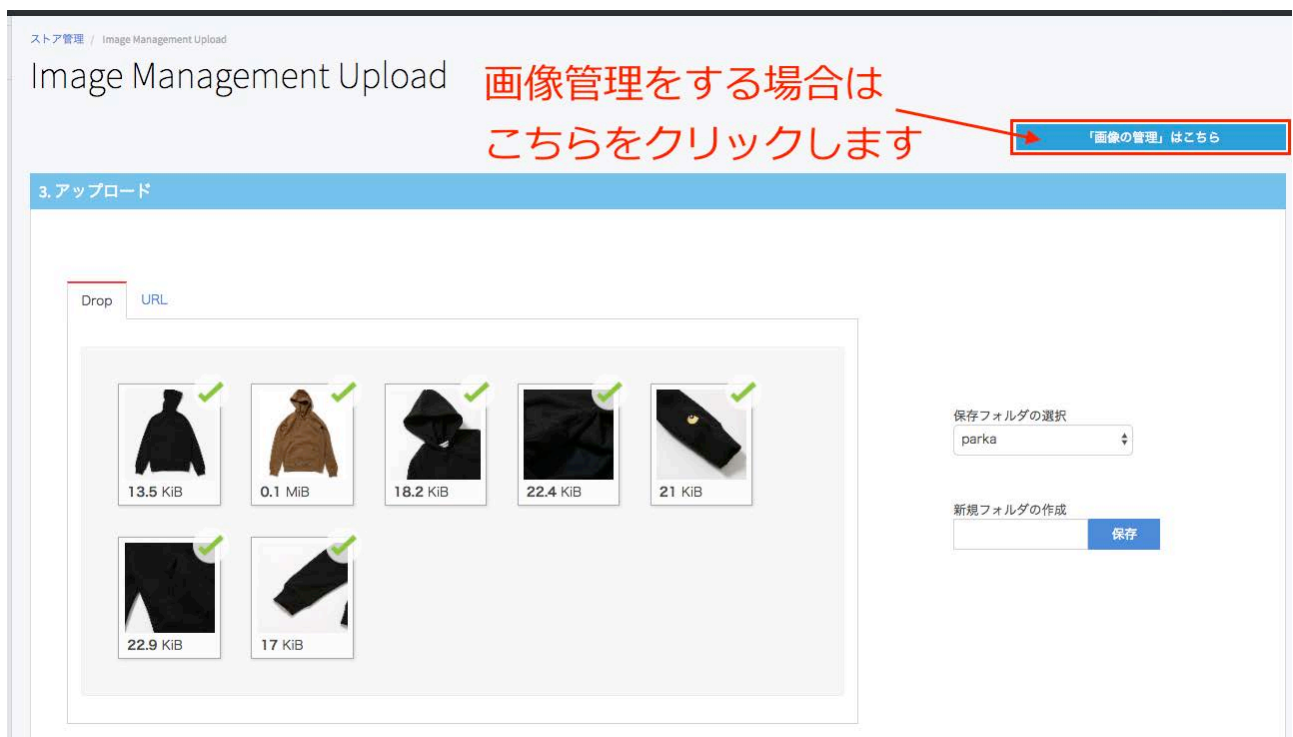 ストア管理 / Image Management Upload
Image Management Upload
画像管理をする場合は
こちらをクリックします
「画像の管理」はこちら
3. アップロード
Drop URL
13.5 KiB
0.1 MiB
18.2 KiB
22.4 KiB
21 KiB
22.9 KiB
17 KiB
保存フォルダの選択
parka
新規フォルダの作成
保存